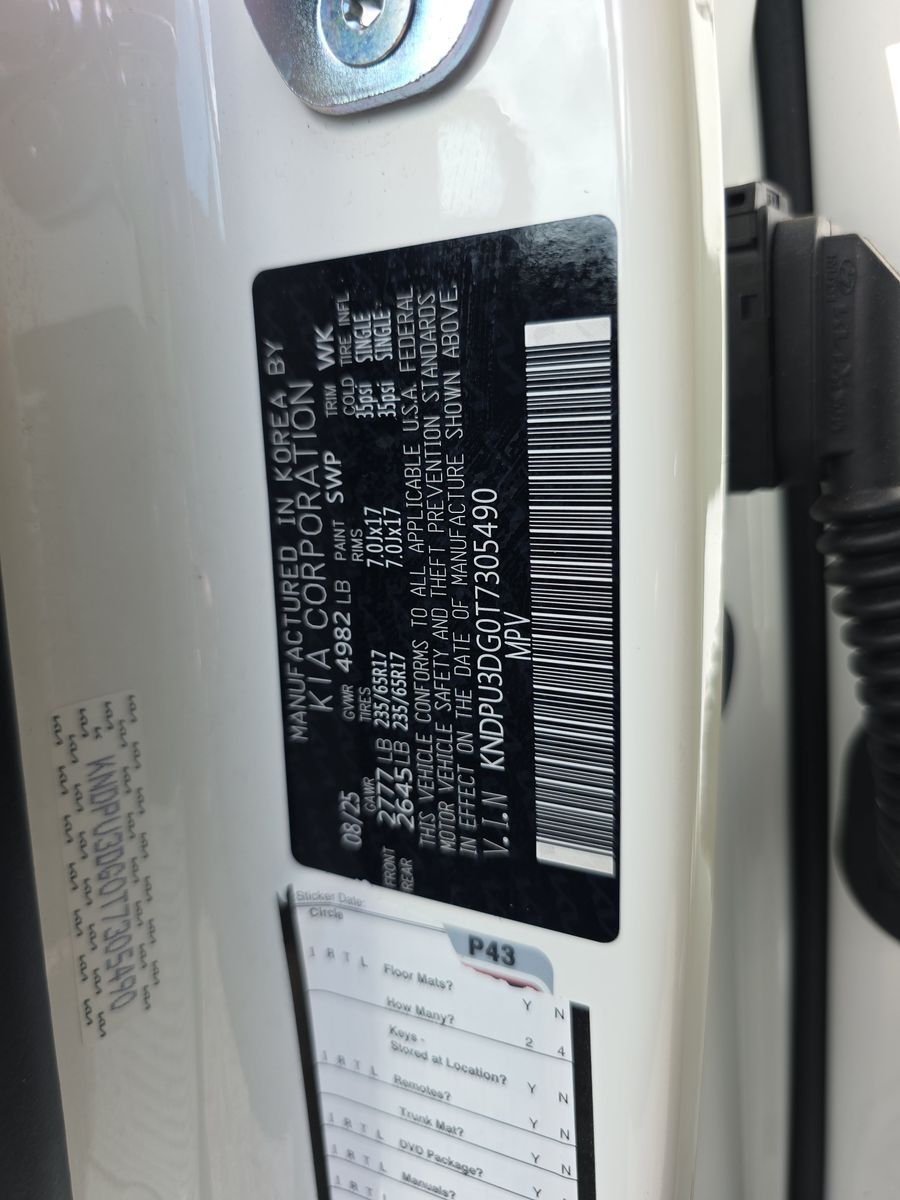 MANUFACTURED IN KOREA BY
KIA CORPORATION
08/25 GVWR 4982 LB PAINT SWP TRIM WK
GAWR TIRES RIMS COLD TIRE INFL
FRONT 2777 LB 235/65R17 7.0Jx17 35psi SINGLE
REAR 2645 LB 235/65R17 7.0Jx17 35psi SINGLE
THIS VEHICLE CONFORMS TO ALL APPLICABLE U.S.A. FEDERAL
MOTOR VEHICLE SAFETY AND THEFT PREVENTION STANDARDS
IN EFFECT ON THE DATE OF MANUFACTURE SHOWN ABOVE.
V.I.N KNDPU3DG0T7305490
MPV
KNDPU3DG0T7305490
Sticker Date:
Circle
P43
Floor Mats? Y N
How Many? 2 4
Keys -
Stored at Location? Y N
Remotes? Y N
Trunk Mat? Y N
DVD Package? Y N
Manuals? Y